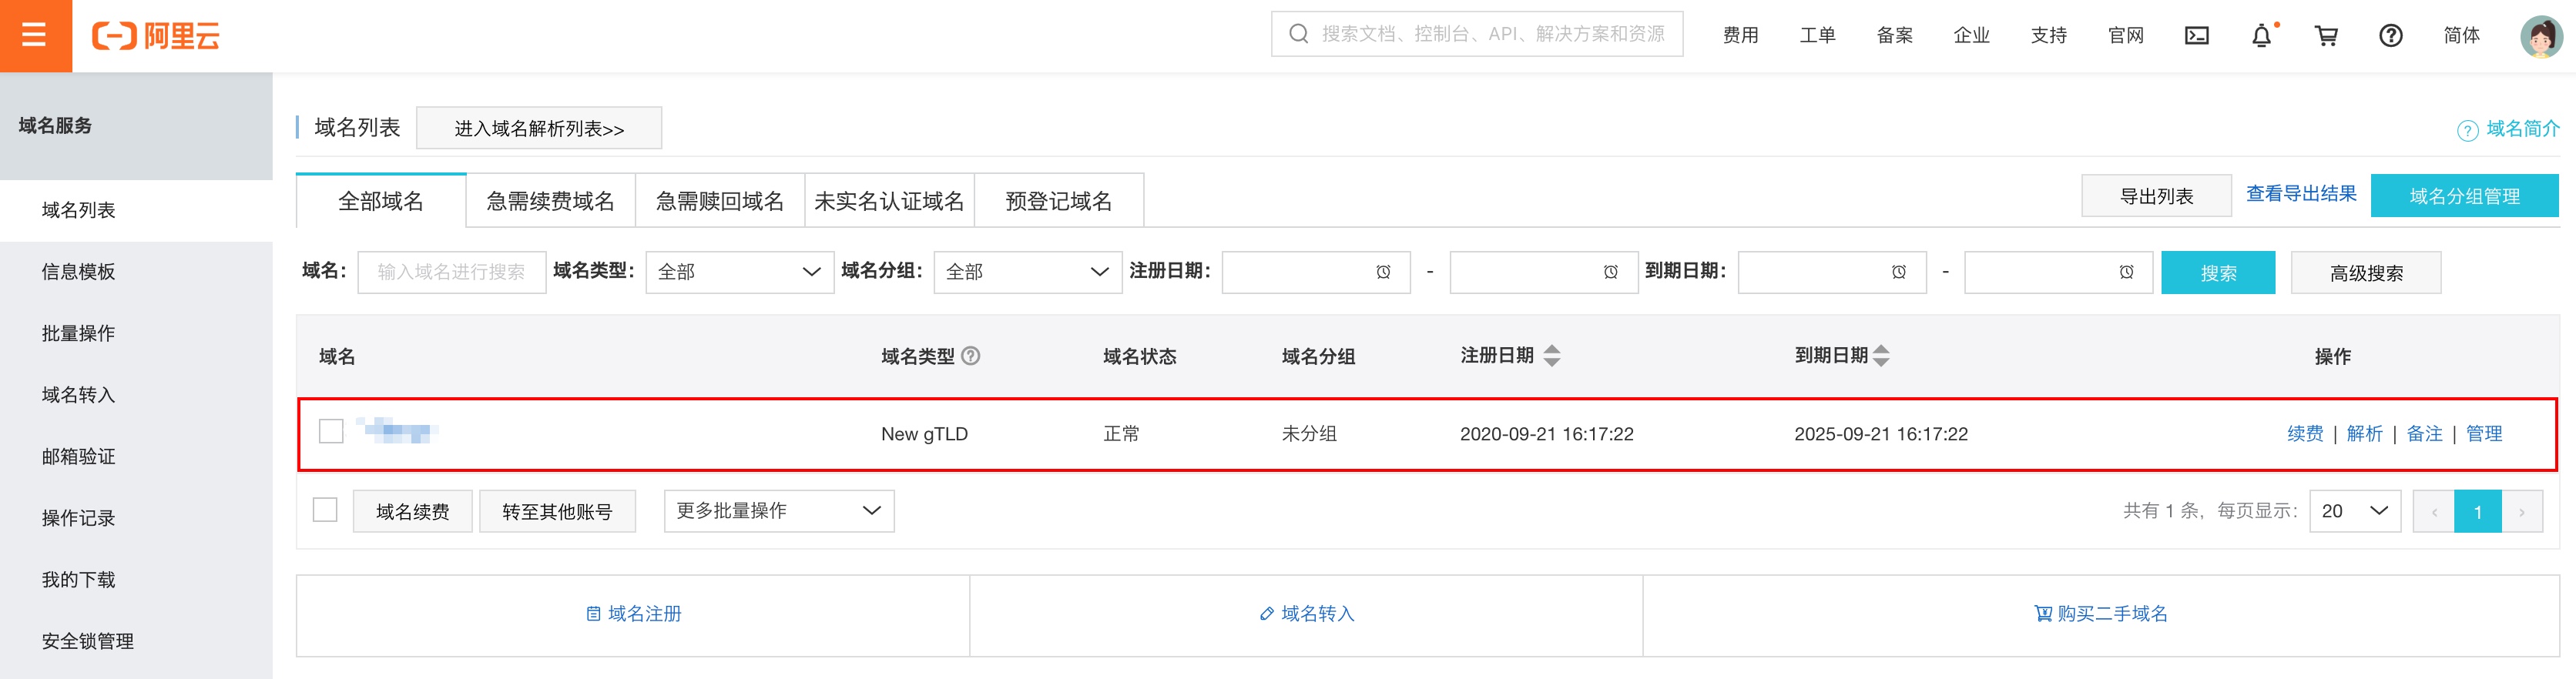 阿里云
搜索文档、控制台、API、解决方案和资源
费用 工单 备案 企业 支持 官网 简体
域名服务
域名列表
信息模板
批量操作
域名转入
邮箱验证
操作记录
我的下载
安全锁管理
域名列表 进入域名解析列表>> 域名简介
全部域名 急需续费域名 急需赎回域名 未实名认证域名 预登记域名 导出列表 查看导出结果 域名分组管理
域名: 输入域名进行搜索 域名类型: 全部 域名分组: 全部 注册日期: - 到期日期: - 搜索 高级搜索
域名 域名类型 域名状态 域名分组 注册日期 到期日期 操作
New gTLD 正常 未分组 2020-09-21 16:17:22 2025-09-21 16:17:22 续费 | 解析 | 备注 | 管理
域名续费 转至其他账号 更多批量操作 共有 1 条, 每页显示: 20 ‹ 1 ›
域名注册 域名转入 购买二手域名